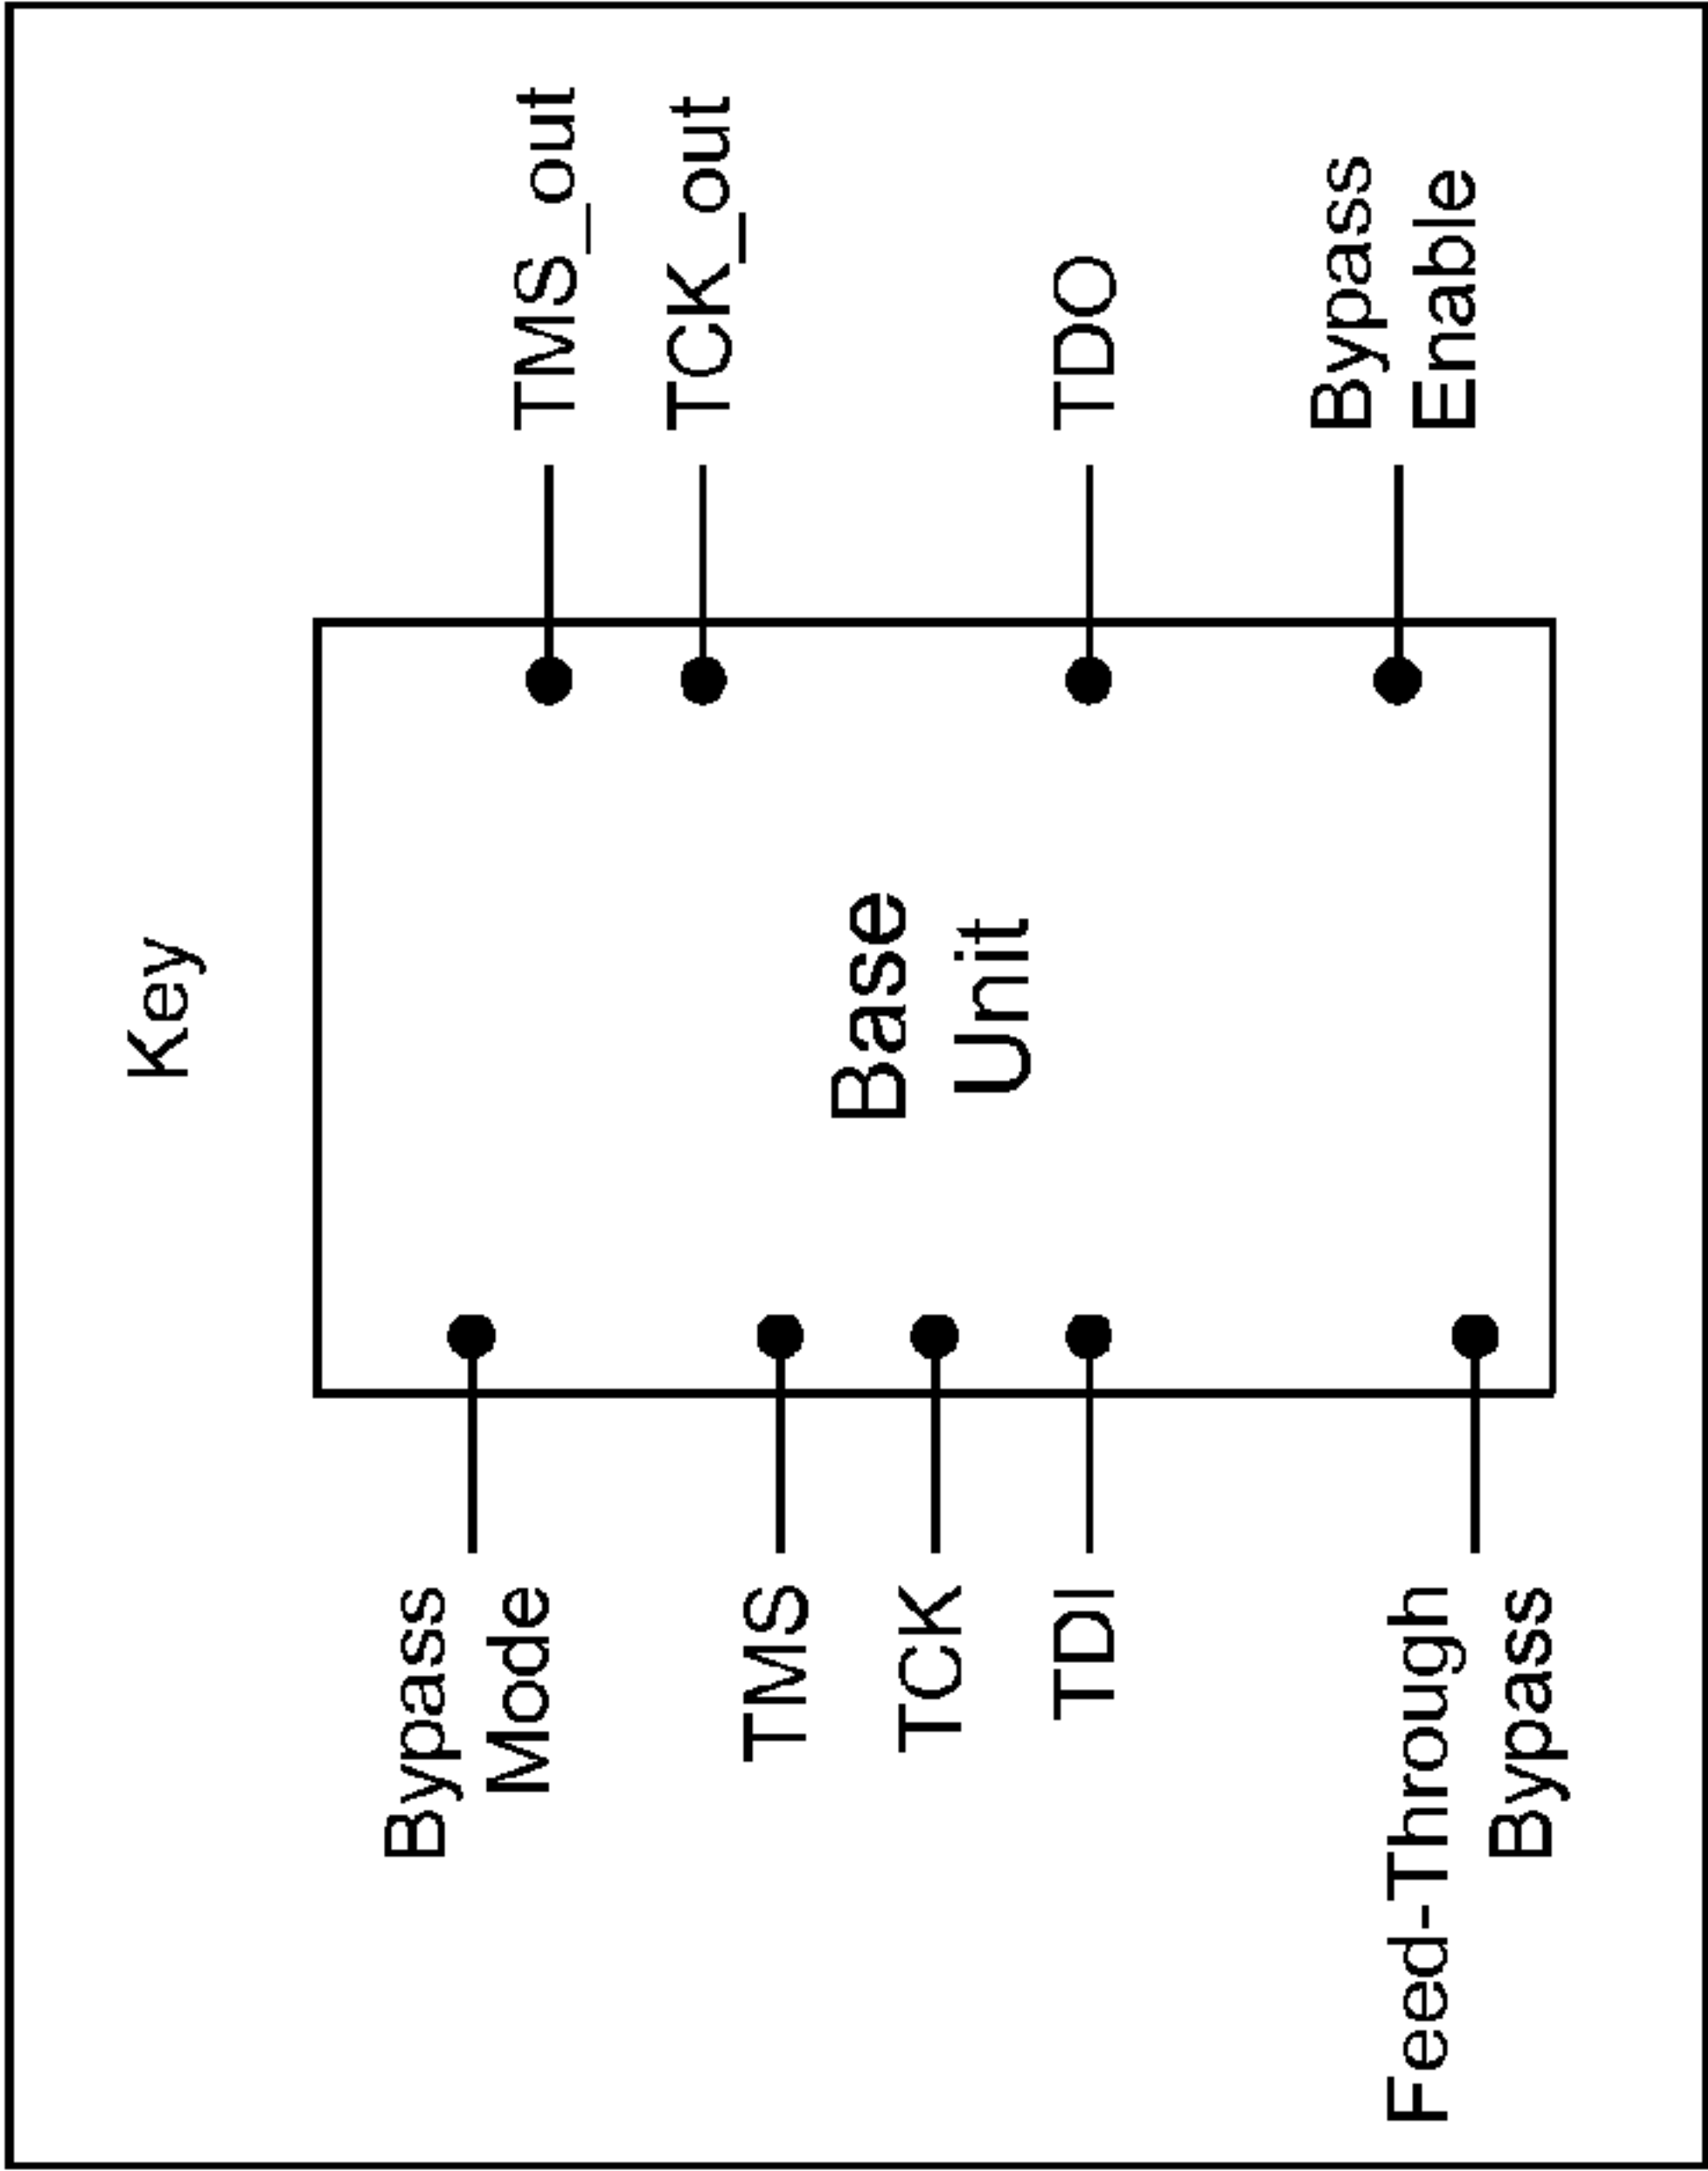 Key
Bypass
Mode
TMS
TCK
TDI
Feed-Through
Bypass
Base
Unit
TMS_out
TCK_out
TDO
Bypass
Enable